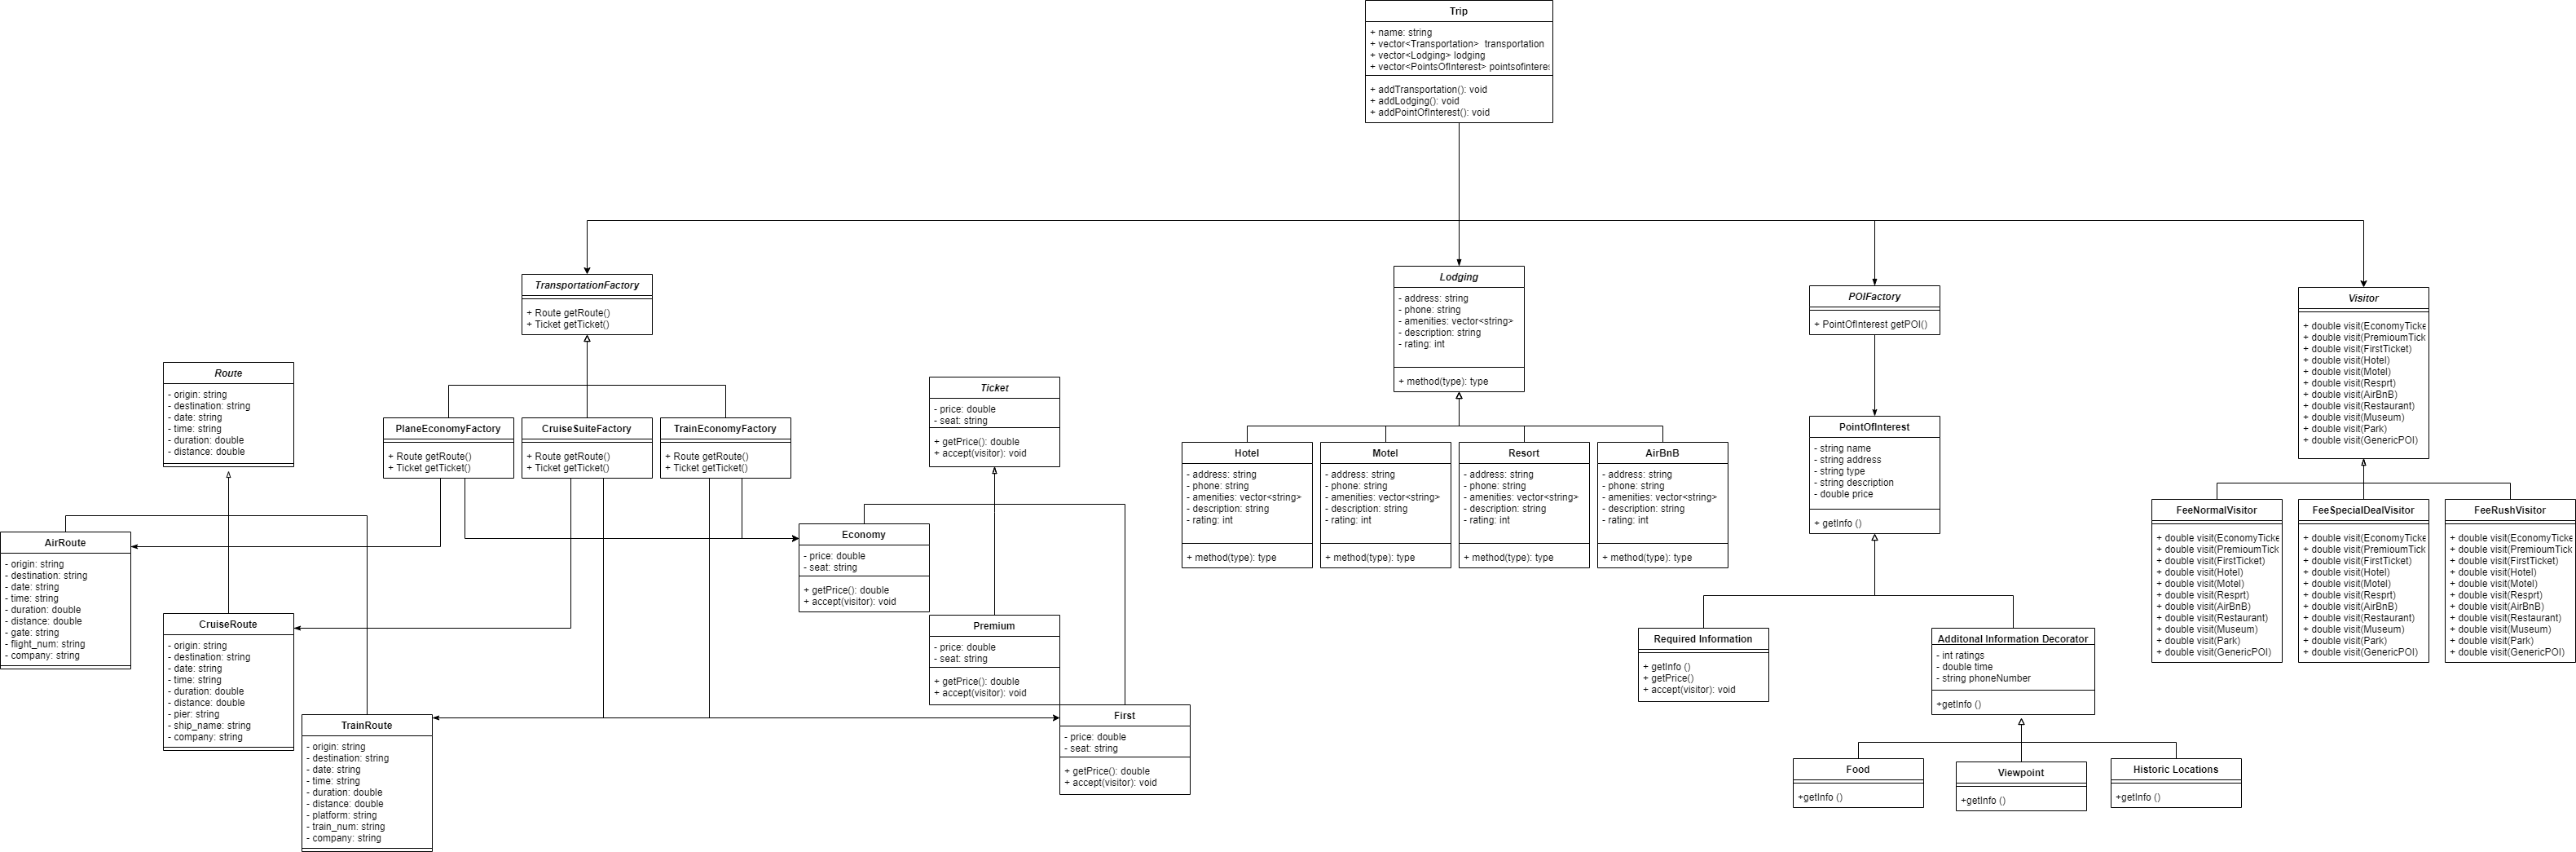 Trip
+ name: string
+ vector<Transportation>  transportation
+ vector<Lodging> lodging
+ vector<PointsOfInterest> pointsofinteres
+ addTransportation(): void
+ addLodging(): void
+ addPointOfInterest(): void
TransportationFactory
+ Route getRoute()
+ Ticket getTicket()
Lodging
- address: string
- phone: string
- amenities: vector<string>
- description: string
- rating: int
+ method(type): type
POIFactory
+ PointOfInterest getPOI()
Visitor
+ double visit(EconomyTicke
+ double visit(PremioumTick
+ double visit(FirstTicket)
+ double visit(Hotel)
+ double visit(Motel)
+ double visit(Resprt)
+ double visit(AirBnB)
+ double visit(Restaurant)
+ double visit(Museum)
+ double visit(Park)
+ double visit(GenericPOI)
Route
- origin: string
- destination: string
- date: string
- time: string
- duration: double
- distance: double
PlaneEconomyFactory
+ Route getRoute()
+ Ticket getTicket()
CruiseSuiteFactory
+ Route getRoute()
+ Ticket getTicket()
TrainEconomyFactory
+ Route getRoute()
+ Ticket getTicket()
Ticket
- price: double
- seat: string
+ getPrice(): double
+ accept(visitor): void
Hotel
- address: string
- phone: string
- amenities: vector<string>
- description: string
- rating: int
+ method(type): type
Motel
- address: string
- phone: string
- amenities: vector<string>
- description: string
- rating: int
+ method(type): type
Resort
- address: string
- phone: string
- amenities: vector<string>
- description: string
- rating: int
+ method(type): type
AirBnB
- address: string
- phone: string
- amenities: vector<string>
- description: string
- rating: int
+ method(type): type
PointOfInterest
- string name
- string address
- string type
- string description
- double price
+ getInfo ()
FeeNormalVisitor
+ double visit(EconomyTicke
+ double visit(PremioumTick
+ double visit(FirstTicket)
+ double visit(Hotel)
+ double visit(Motel)
+ double visit(Resprt)
+ double visit(AirBnB)
+ double visit(Restaurant)
+ double visit(Museum)
+ double visit(Park)
+ double visit(GenericPOI)
FeeSpecialDealVisitor
+ double visit(EconomyTicke
+ double visit(PremioumTick
+ double visit(FirstTicket)
+ double visit(Hotel)
+ double visit(Motel)
+ double visit(Resprt)
+ double visit(AirBnB)
+ double visit(Restaurant)
+ double visit(Museum)
+ double visit(Park)
+ double visit(GenericPOI)
FeeRushVisitor
+ double visit(EconomyTicke
+ double visit(PremioumTick
+ double visit(FirstTicket)
+ double visit(Hotel)
+ double visit(Motel)
+ double visit(Resprt)
+ double visit(AirBnB)
+ double visit(Restaurant)
+ double visit(Museum)
+ double visit(Park)
+ double visit(GenericPOI)
AirRoute
- origin: string
- destination: string
- date: string
- time: string
- duration: double
- distance: double
- gate: string
- flight_num: string
- company: string
Economy
- price: double
- seat: string
+ getPrice(): double
+ accept(visitor): void
CruiseRoute
- origin: string
- destination: string
- date: string
- time: string
- duration: double
- distance: double
- pier: string
- ship_name: string
- company: string
Premium
- price: double
- seat: string
+ getPrice(): double
+ accept(visitor): void
Required Information
+ getInfo ()
+ getPrice()
+ accept(visitor): void
Additonal Information Decorator
- int ratings
- double time
- string phoneNumber
+getInfo ()
TrainRoute
- origin: string
- destination: string
- date: string
- time: string
- duration: double
- distance: double
- platform: string
- train_num: string
- company: string
First
- price: double
- seat: string
+ getPrice(): double
+ accept(visitor): void
Food
+getInfo ()
Viewpoint
+getInfo ()
Historic Locations
+getInfo ()